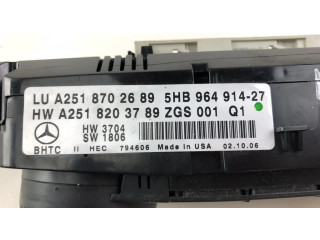 LU A251 870 26 89 5HB 964 914-27
HW A251 820 37 89 ZGS 001 Q1
HW 3704
SW 1806
BHTC II HEC 794606 Made in USA 02.10.06